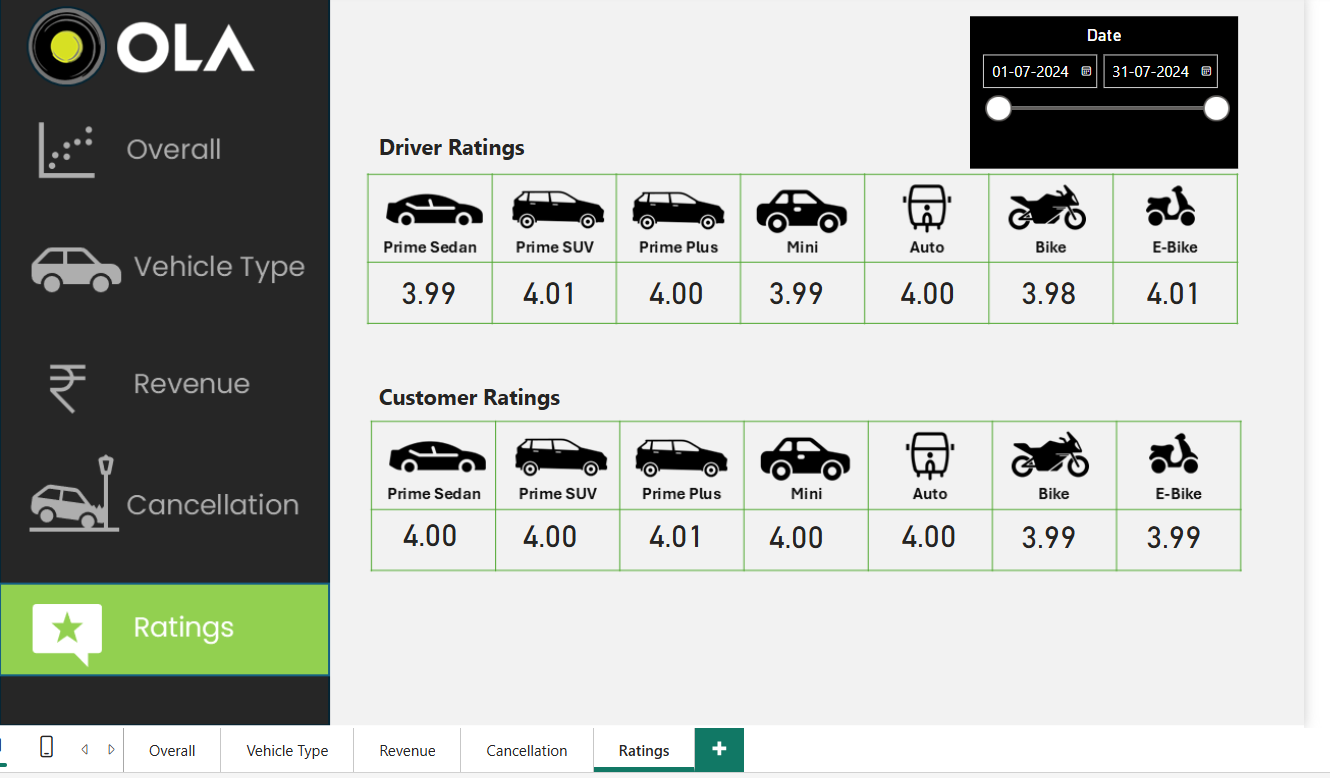 OLA
Overall
Vehicle Type
₹ Revenue
Cancellation
Ratings
Date
01-07-2024 31-07-2024
Driver Ratings
Prime Sedan Prime SUV Prime Plus Mini Auto Bike E-Bike
3.99 4.01 4.00 3.99 4.00 3.98 4.01
Customer Ratings
Prime Sedan Prime SUV Prime Plus Mini Auto Bike E-Bike
4.00 4.00 4.01 4.00 4.00 3.99 3.99
Overall Vehicle Type Revenue Cancellation Ratings +